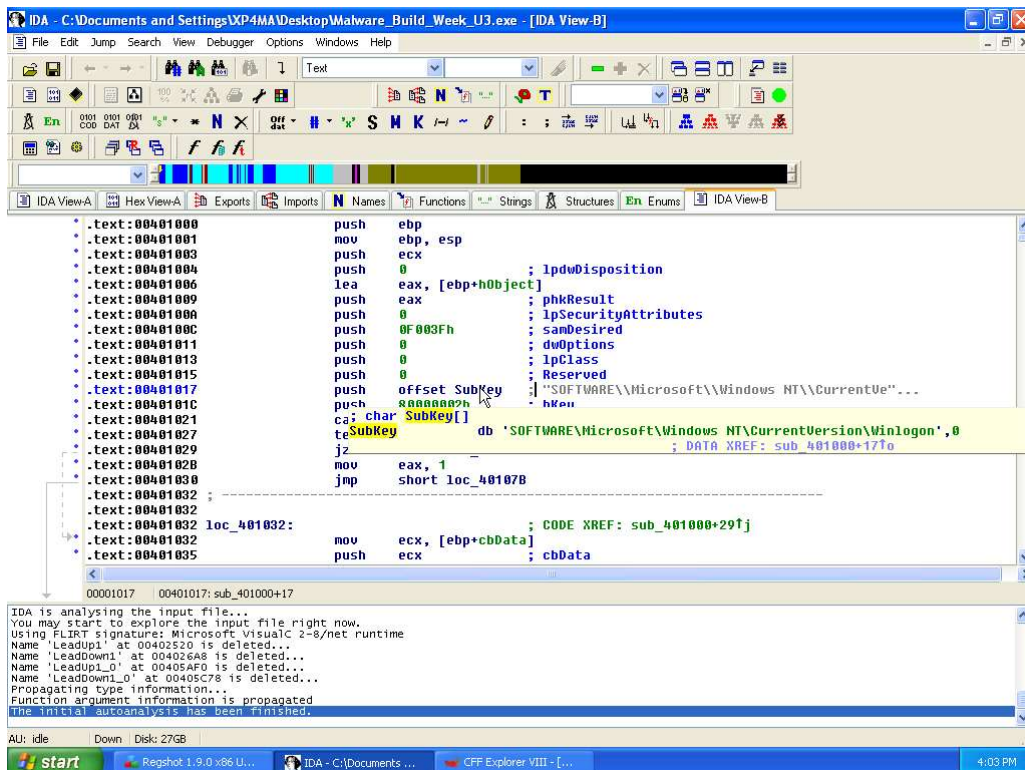 IDA - C:\Documents and Settings\XP4MA\Desktop\Malware_Build_Week_U3.exe - [IDA View-B]
File Edit Jump Search View Debugger Options Windows Help
Text
En
Off dat
IDA View-A Hex View-A Exports Imports N Names Functions Strings Structures En Enums IDA View-B
.text:00401000 push ebp
.text:00401001 mov ebp, esp
.text:00401003 push ecx
.text:00401004 push 0 ; lpdwDisposition
.text:00401006 lea eax, [ebp+hObject]
.text:00401009 push eax ; phkResult
.text:0040100A push 0 ; lpSecurityAttributes
.text:0040100C push 0F003Fh ; samDesired
.text:00401011 push 0 ; dwOptions
.text:00401013 push 0 ; lpClass
.text:00401015 push 0 ; Reserved
.text:00401017 push offset SubKey ; "SOFTWARE\\Microsoft\\Windows NT\\CurrentVe"...
.text:0040101C push 80000002h ; hKey
.text:00401021 ca ; char SubKey[]
.text:00401027 te SubKey db 'SOFTWARE\Microsoft\Windows NT\CurrentVersion\Winlogon',0
.text:00401029 jz ; DATA XREF: sub_401000+17↑o
.text:0040102B mov eax, 1
.text:00401030 jmp short loc_40107B
.text:00401032 ; ---------------------------------------------------------------------------
.text:00401032
.text:00401032 loc_401032: ; CODE XREF: sub_401000+29↑j
.text:00401032 mov ecx, [ebp+cbData]
.text:00401035 push ecx ; cbData
00001017 00401017: sub_401000+17
IDA is analysing the input file...
You may start to explore the input file right now.
Using FLIRT signature: Microsoft VisualC 2-8/net runtime
Name 'LeadUp1' at 00402520 is deleted...
Name 'LeadDown1' at 004026A8 is deleted...
Name 'LeadUp1_0' at 00405AF0 is deleted...
Name 'LeadDown1_0' at 00405C78 is deleted...
Propagating type information...
Function argument information is propagated
The initial autoanalysis has been finished.
AU: idle Down Disk: 27GB
start Regshot 1.9.0 x86 U... IDA - C:\Documents ... CFF Explorer VIII - [... 4:03 PM